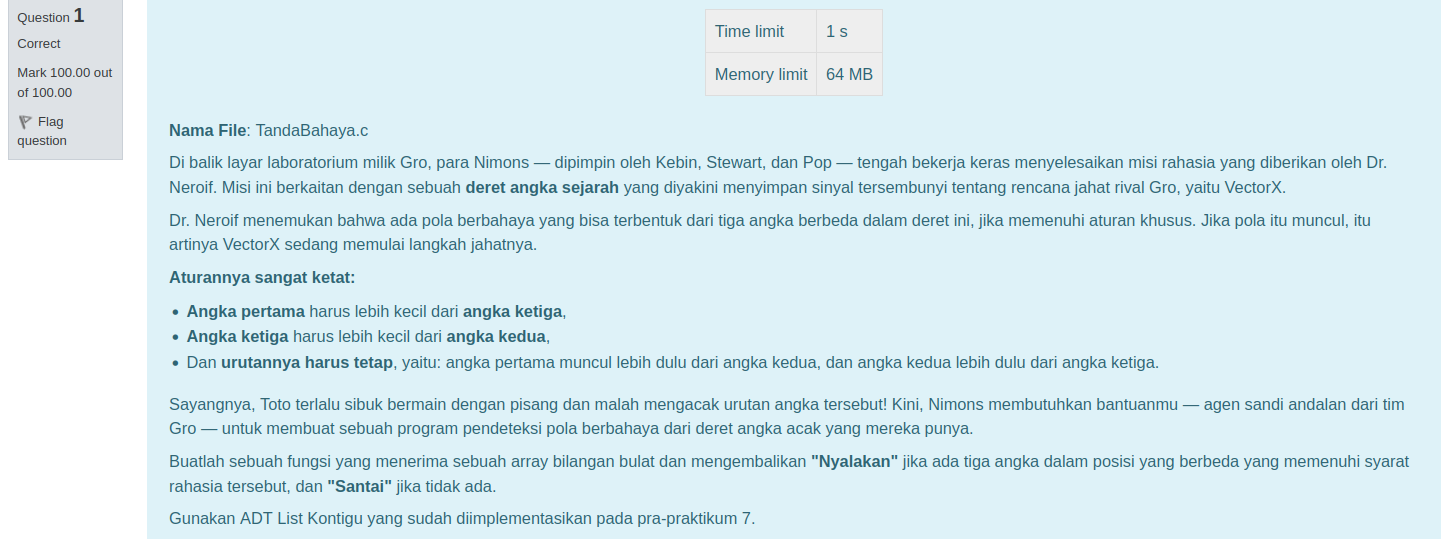 Question 1
Correct
Mark 100.00 out
of 100.00
Flag
question
Time limit 1 s
Memory limit 64 MB
Nama File: TandaBahaya.c
Di balik layar laboratorium milik Gro, para Nimons — dipimpin oleh Kebin, Stewart, dan Pop — tengah bekerja keras menyelesaikan misi rahasia yang diberikan oleh Dr.
Neroif. Misi ini berkaitan dengan sebuah deret angka sejarah yang diyakini menyimpan sinyal tersembunyi tentang rencana jahat rival Gro, yaitu VectorX.
Dr. Neroif menemukan bahwa ada pola berbahaya yang bisa terbentuk dari tiga angka berbeda dalam deret ini, jika memenuhi aturan khusus. Jika pola itu muncul, itu
artinya VectorX sedang memulai langkah jahatnya.
Aturannya sangat ketat:
• Angka pertama harus lebih kecil dari angka ketiga,
• Angka ketiga harus lebih kecil dari angka kedua,
• Dan urutannya harus tetap, yaitu: angka pertama muncul lebih dulu dari angka kedua, dan angka kedua lebih dulu dari angka ketiga.
Sayangnya, Toto terlalu sibuk bermain dengan pisang dan malah mengacak urutan angka tersebut! Kini, Nimons membutuhkan bantuanmu — agen sandi andalan dari tim
Gro — untuk membuat sebuah program pendeteksi pola berbahaya dari deret angka acak yang mereka punya.
Buatlah sebuah fungsi yang menerima sebuah array bilangan bulat dan mengembalikan "Nyalakan" jika ada tiga angka dalam posisi yang berbeda yang memenuhi syarat
rahasia tersebut, dan "Santai" jika tidak ada.
Gunakan ADT List Kontigu yang sudah diimplementasikan pada pra-praktikum 7.